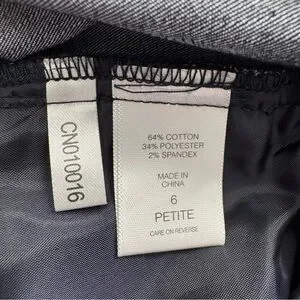 CN010016
64% COTTON
34% POLYESTER
2% SPANDEX
MADE IN
CHINA
6
PETITE
CARE ON REVERSE